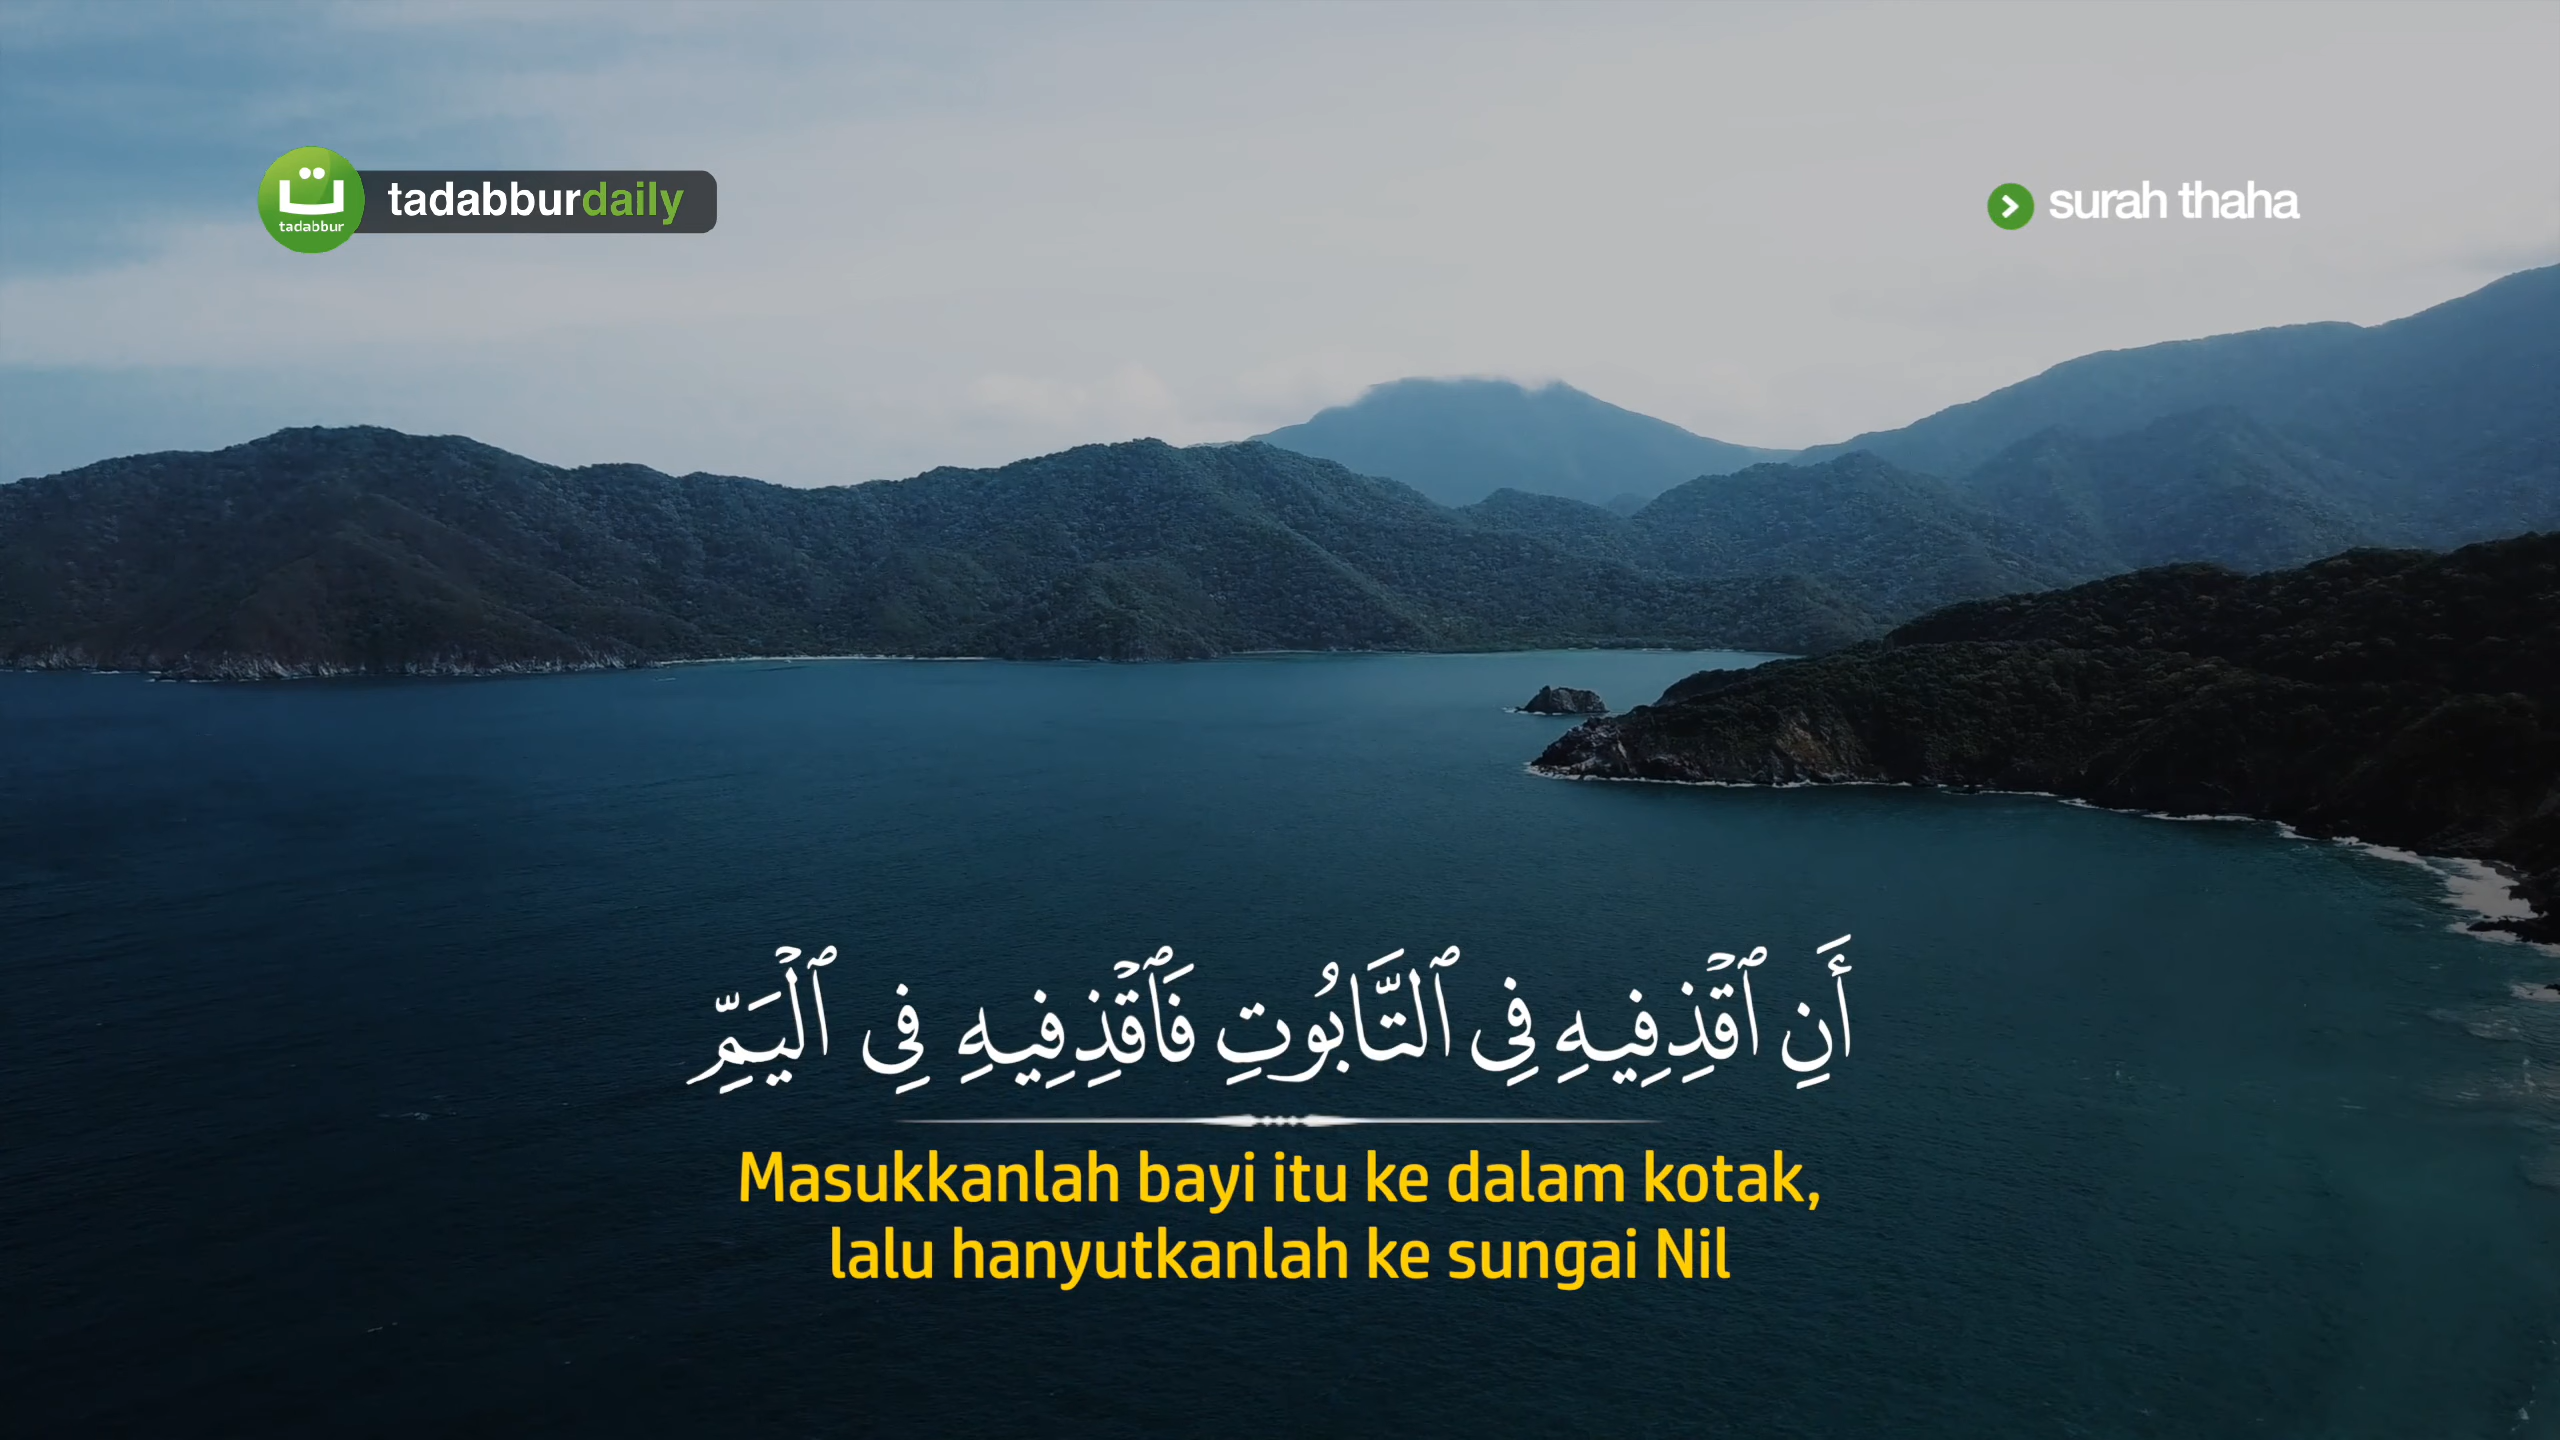 ت
tadabbur
tadabburdaily
surah thaha
أَنِ ٱقۡذِفِيهِ فِى ٱلتَّابُوتِ فَٱقۡذِفِيهِ فِى ٱلۡيَمِّ
Masukkanlah bayi itu ke dalam kotak,
lalu hanyutkanlah ke sungai Nil